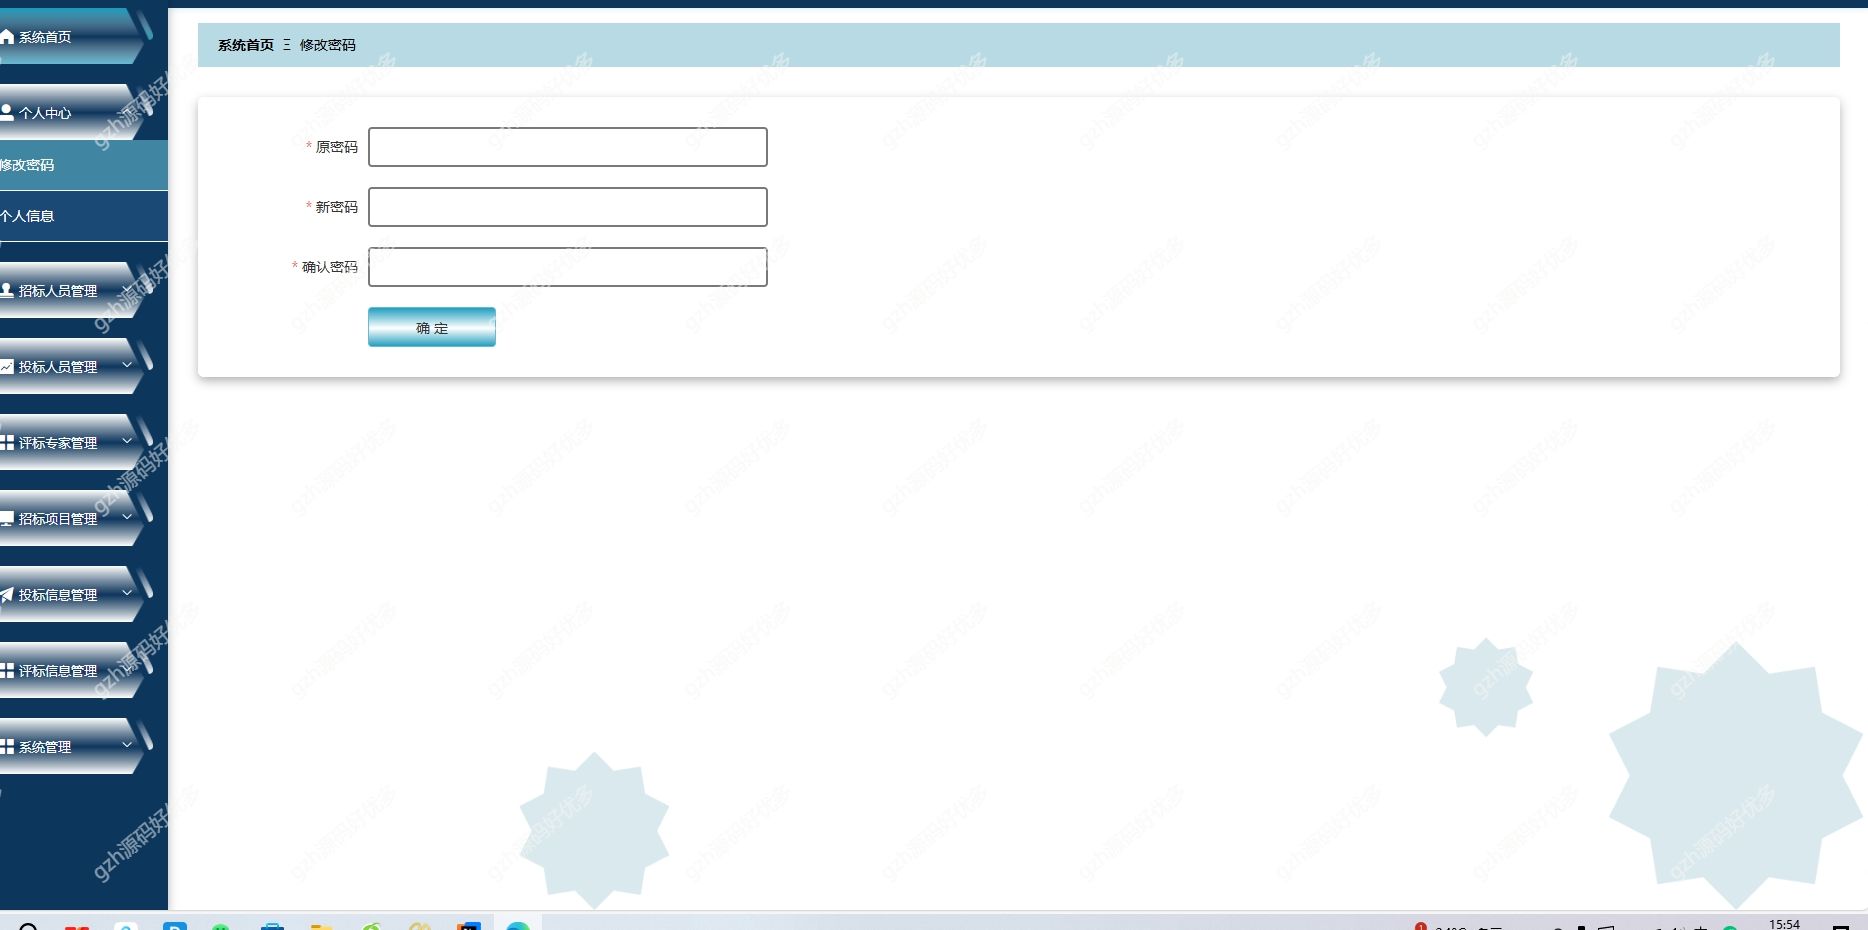 系统首页
个人中心
修改密码
个人信息
招标人员管理
投标人员管理
评标专家管理
招标项目管理
投标信息管理
评标信息管理
系统管理
系统首页 Ξ 修改密码
* 原密码
* 新密码
* 确认密码
确 定
gzh源码好优多
15:54